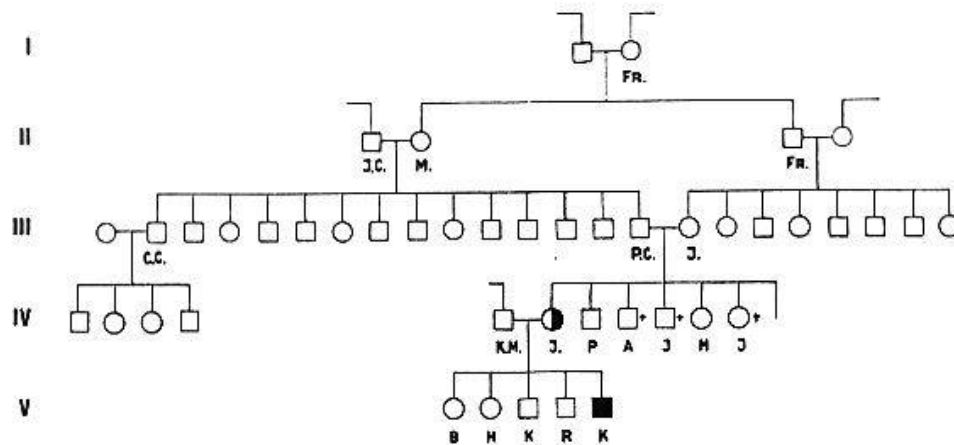 I
FR.
II
J.C. M. FR.
III
C.C. P.C. J.
IV
K.M. J. P A J H J
V
B H K R K